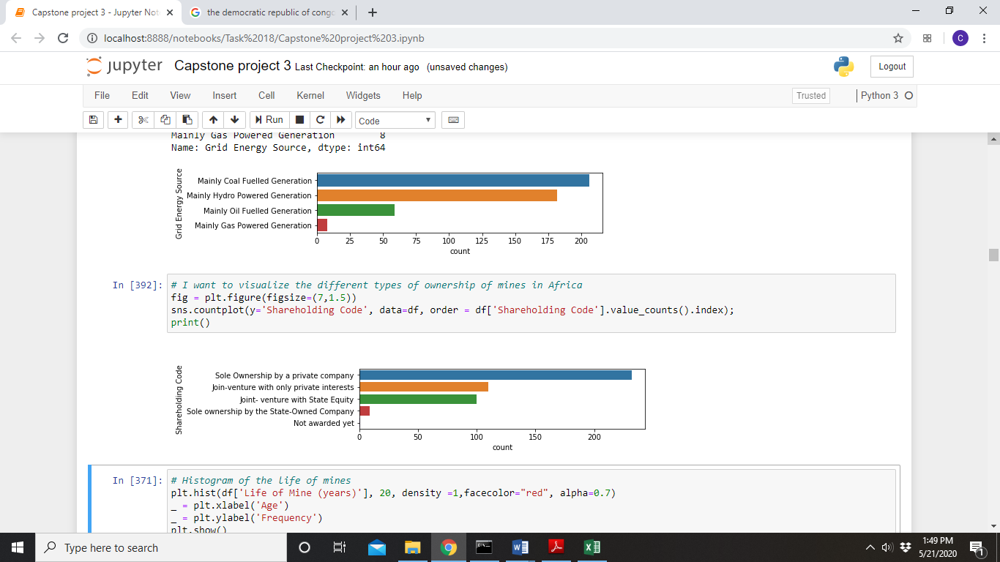 Capstone project 3 - Jupyter Not
the democratic republic of congo
localhost:8888/notebooks/Task%2018/Capstone%20project%203.ipynb
C
jupyter Capstone project 3 Last Checkpoint: an hour ago (unsaved changes)
Logout
File Edit View Insert Cell Kernel Widgets Help
Trusted
Python 3
Run
Code
Mainly Gas Powered Generation 8
Name: Grid Energy Source, dtype: int64
Grid Energy Source
Mainly Coal Fuelled Generation
Mainly Hydro Powered Generation
Mainly Oil Fuelled Generation
Mainly Gas Powered Generation
0 25 50 75 100 125 150 175 200
count
In [392]:
# I want to visualize the different types of ownership of mines in Africa
fig = plt.figure(figsize=(7,1.5))
sns.countplot(y='Shareholding Code', data=df, order = df['Shareholding Code'].value_counts().index);
print()
Shareholding Code
Sole Ownership by a private company
Join-venture with only private interests
Joint- venture with State Equity
Sole ownership by the State-Owned Company
Not awarded yet
0 50 100 150 200
count
In [371]:
# Histogram of the life of mines
plt.hist(df['Life of Mine (years)'], 20, density =1,facecolor="red", alpha=0.7)
_ = plt.xlabel('Age')
_ = plt.ylabel('Frequency')
plt.show()
Type here to search
1:49 PM
5/21/2020
1